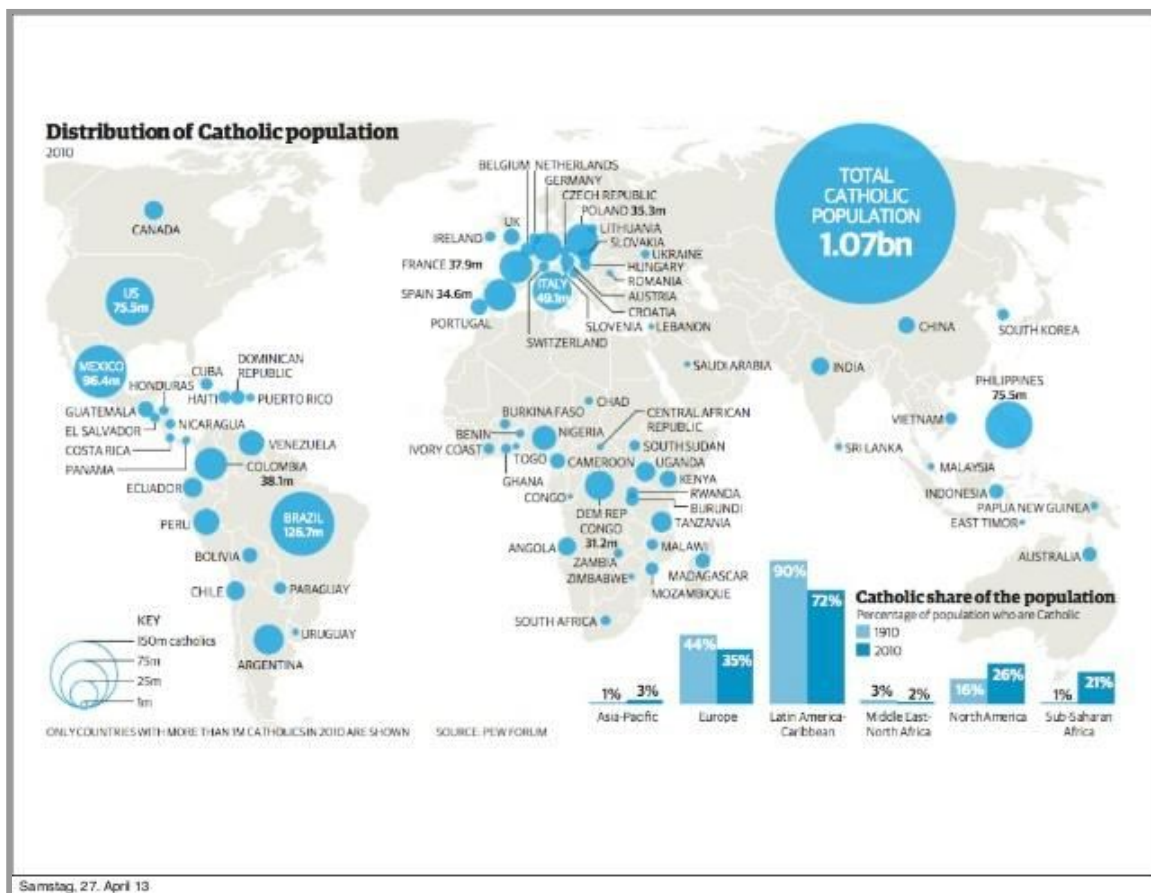 Distribution of Catholic population
2010
TOTAL
CATHOLIC
POPULATION
1.07bn
CANADA
US
75.5m
MEXICO
96.4m
HONDURAS
CUBA
DOMINICAN
REPUBLIC
HAITI
PUERTO RICO
GUATEMALA
EL SALVADOR
NICARAGUA
COSTA RICA
PANAMA
VENEZUELA
COLOMBIA
38.1m
ECUADOR
BRAZIL
126.7m
PERU
BOLIVIA
CHILE
PARAGUAY
URUGUAY
ARGENTINA
BELGIUM
NETHERLANDS
GERMANY
CZECH REPUBLIC
POLAND 35.3m
UK
LITHUANIA
IRELAND
SLOVAKIA
UKRAINE
FRANCE 37.9m
HUNGARY
ROMANIA
ITALY
49.1m
SPAIN 34.6m
AUSTRIA
CROATIA
PORTUGAL
SLOVENIA
LEBANON
SWITZERLAND
SAUDI ARABIA
CHINA
SOUTH KOREA
INDIA
PHILIPPINES
75.5m
VIETNAM
SRI LANKA
MALAYSIA
INDONESIA
PAPUA NEW GUINEA
EAST TIMOR
AUSTRALIA
CHAD
BURKINA FASO
CENTRAL AFRICAN
REPUBLIC
BENIN
NIGERIA
IVORY COAST
TOGO
CAMEROON
SOUTH SUDAN
GHANA
UGANDA
KENYA
CONGO
RWANDA
BURUNDI
DEM REP
CONGO
31.2m
TANZANIA
ANGOLA
ZAMBIA
MALAWI
ZIMBABWE
MADAGASCAR
MOZAMBIQUE
SOUTH AFRICA
KEY
150m catholics
75m
25m
1m
Catholic share of the population
Percentage of population who are Catholic
1910
2010
1% 3%
Asia-Pacific
44% 35%
Europe
90% 72%
Latin America-
Caribbean
3% 2%
Middle East-
North Africa
16% 26%
North America
1% 21%
Sub-Saharan
Africa
ONLY COUNTRIES WITH MORE THAN 1M CATHOLICS IN 2010 ARE SHOWN
SOURCE: PEW FORUM
Samstag, 27. April 13